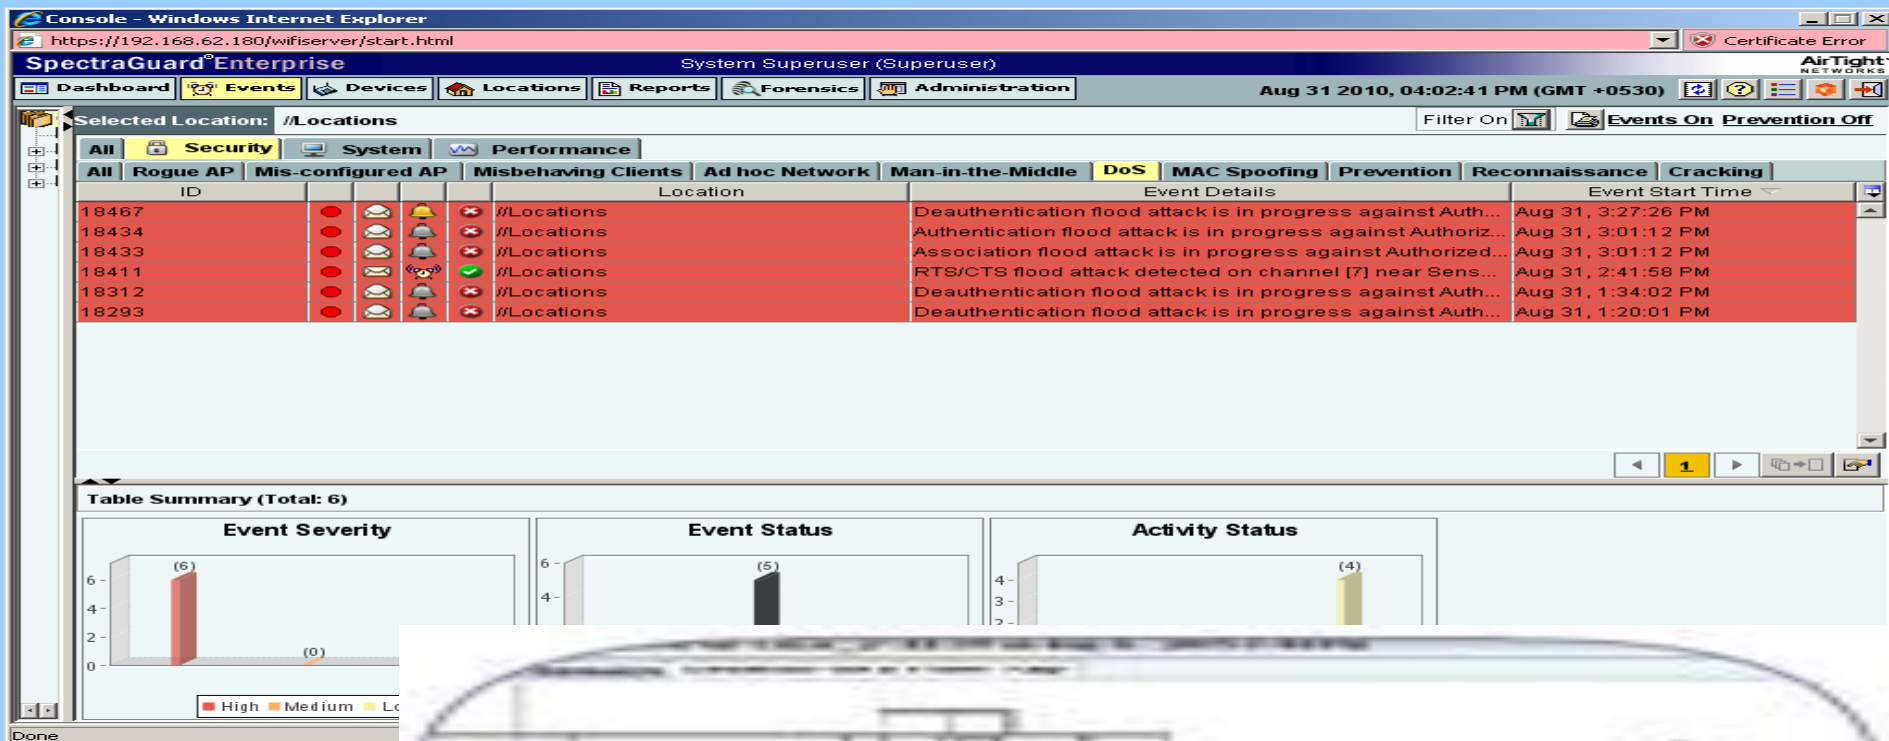 Console - Windows Internet Explorer
https://192.168.62.180/wifiserver/start.html Certificate Error
SpectraGuard® Enterprise System Superuser (Superuser) AirTight NETWORKS
Dashboard Events Devices Locations Reports Forensics Administration Aug 31 2010, 04:02:41 PM (GMT +0530)
Selected Location: //Locations Filter On Events On Prevention Off
All Security System Performance
All Rogue AP Mis-configured AP Misbehaving Clients Ad hoc Network Man-in-the-Middle DoS MAC Spoofing Prevention Reconnaissance Cracking
ID Location Event Details Event Start Time
18467 //Locations Deauthentication flood attack is in progress against Auth... Aug 31, 3:27:26 PM
18434 //Locations Authentication flood attack is in progress against Authoriz... Aug 31, 3:01:12 PM
18433 //Locations Association flood attack is in progress against Authorized... Aug 31, 3:01:12 PM
18411 //Locations RTS/CTS flood attack detected on channel [7] near Sens... Aug 31, 2:41:58 PM
18312 //Locations Deauthentication flood attack is in progress against Auth... Aug 31, 1:34:02 PM
18293 //Locations Deauthentication flood attack is in progress against Auth... Aug 31, 1:20:01 PM
1
Table Summary (Total: 6)
Event Severity Event Status Activity Status
(6) 6 (5) (4)
6 4 4
4 3
2 2
0 (0)
High Medium Lo
Done